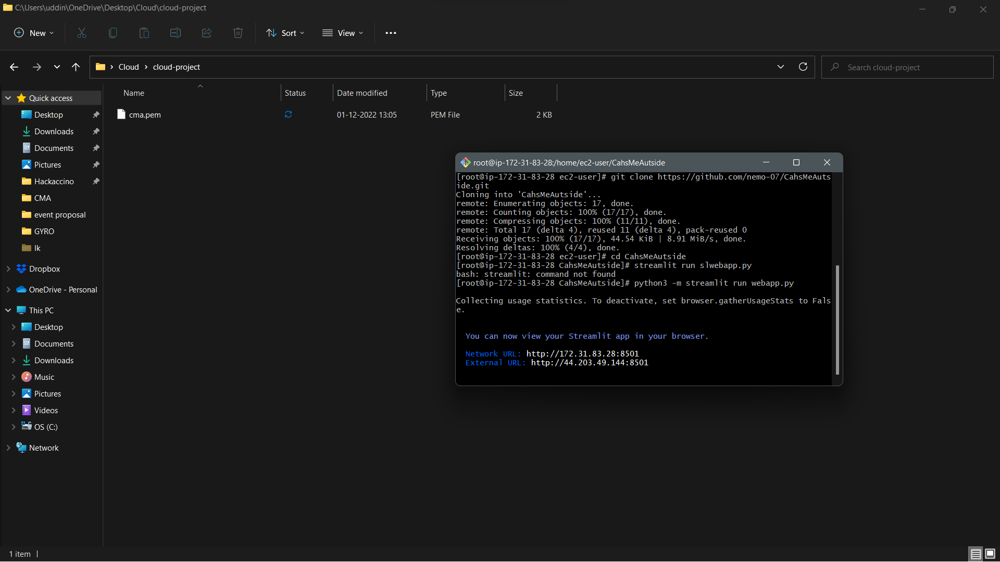 C:\Users\uddin\OneDrive\Desktop\Cloud\cloud-project
New
Sort
View
Cloud
cloud-project
Search cloud-project
Name
Status
Date modified
Type
Size
cma.pem
01-12-2022 13:05
PEM File
2 KB
Quick access
Desktop
Downloads
Documents
Pictures
Hackaccino
CMA
event proposal
GYRO
lk
Dropbox
OneDrive - Personal
This PC
Desktop
Documents
Downloads
Music
Pictures
Videos
OS (C:)
Network
root@ip-172-31-83-28:/home/ec2-user/CahsMeAutside
[root@ip-172-31-83-28 ec2-user]# git clone https://github.com/nemo-07/CahsMeAuts
ide.git
Cloning into 'CahsMeAutside'...
remote: Enumerating objects: 17, done.
remote: Counting objects: 100% (17/17), done.
remote: Compressing objects: 100% (11/11), done.
remote: Total 17 (delta 4), reused 11 (delta 4), pack-reused 0
Receiving objects: 100% (17/17), 44.54 KiB | 8.91 MiB/s, done.
Resolving deltas: 100% (4/4), done.
[root@ip-172-31-83-28 ec2-user]# cd CahsMeAutside
[root@ip-172-31-83-28 CahsMeAutside]# streamlit run slwebapp.py
bash: streamlit: command not found
[root@ip-172-31-83-28 CahsMeAutside]# python3 -m streamlit run webapp.py
Collecting usage statistics. To deactivate, set browser.gatherUsageStats to Fals
e.
You can now view your Streamlit app in your browser.
Network URL: http://172.31.83.28:8501
External URL: http://44.203.49.144:8501
1 item